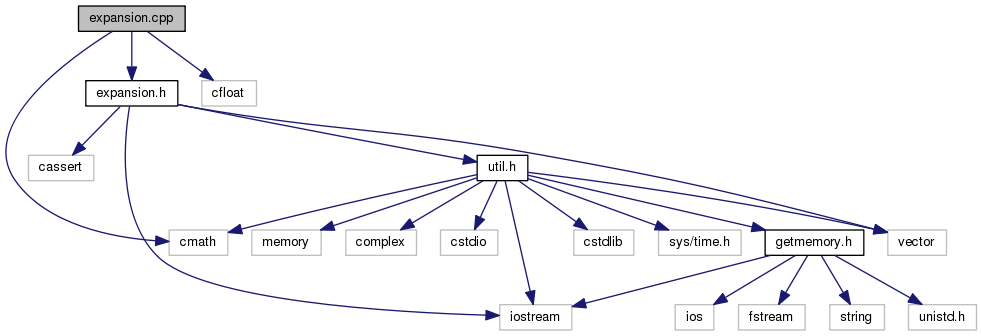 expansion.cpp
expansion.h
cfloat
cassert
util.h
cmath
memory
complex
cstdio
cstdlib
sys/time.h
getmemory.h
vector
iostream
ios
fstream
string
unistd.h